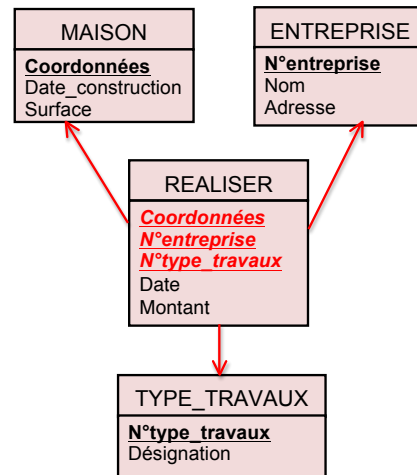 MAISON
Coordonnées
Date_construction
Surface
ENTREPRISE
N°entreprise
Nom
Adresse
REALISER
Coordonnées
N°entreprise
N°type_travaux
Date
Montant
TYPE_TRAVAUX
N°type_travaux
Désignation